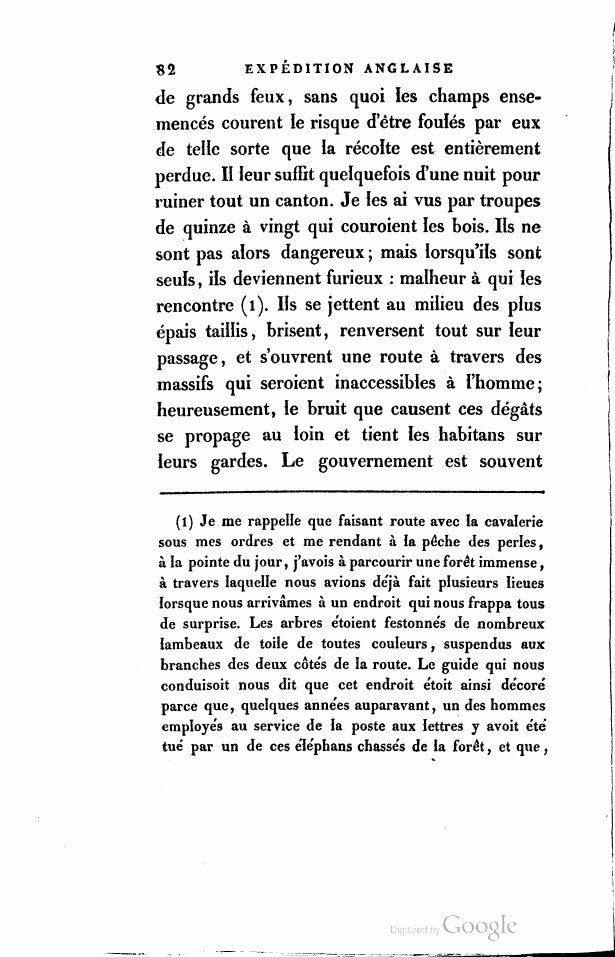 82 EXPÉDITION ANGLAISE
de grands feux, sans quoi les champs ense-
mencés courent le risque d'être foulés par eux
de telle sorte que la récolte est entièrement
perdue. Il leur suffit quelquefois d'une nuit pour
ruiner tout un canton. Je les ai vus par troupes
de quinze à vingt qui couroient les bois. Ils ne
sont pas alors dangereux; mais lorsqu'ils sont
seuls, ils deviennent furieux : malheur à qui les
rencontre (1). Ils se jettent au milieu des plus
épais taillis, brisent, renversent tout sur leur
passage, et s'ouvrent une route à travers des
massifs qui seroient inaccessibles à l'homme;
heureusement, le bruit que causent ces dégâts
se propage au loin et tient les habitans sur
leurs gardes. Le gouvernement est souvent
(1) Je me rappelle que faisant route avec la cavalerie
sous mes ordres et me rendant à la pêche des perles,
à la pointe du jour, j'avois à parcourir une forêt immense,
à travers laquelle nous avions déjà fait plusieurs lieues
lorsque nous arrivâmes à un endroit qui nous frappa tous
de surprise. Les arbres étoient festonnés de nombreux
lambeaux de toile de toutes couleurs, suspendus aux
branches des deux côtés de la route. Le guide qui nous
conduisoit nous dit que cet endroit étoit ainsi décoré
parce que, quelques années auparavant, un des hommes
employés au service de la poste aux lettres y avoit été
tué par un de ces éléphans chassés de la forêt, et que,
Digitized by Google